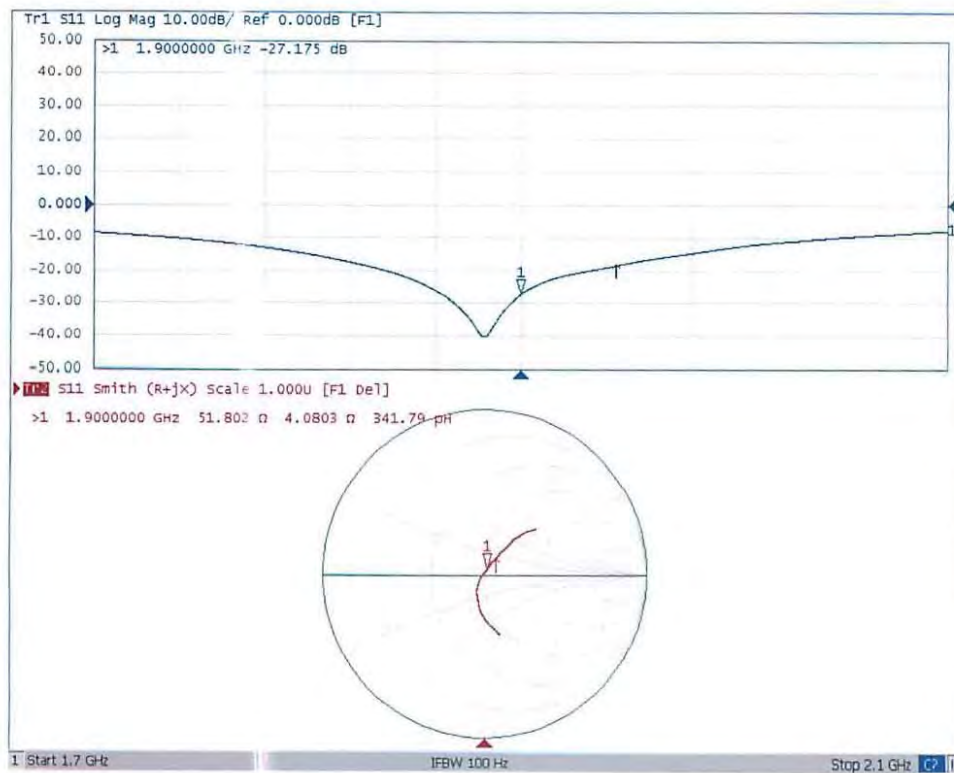 Tr1 S11 Log Mag 10.00dB/ Ref 0.000dB [F1]
50.00
>1 1.9000000 GHz -27.175 dB
40.00
30.00
20.00
10.00
0.000
-10.00
1
-20.00
1
-30.00
-40.00
-50.00
Tr2 S11 Smith (R+jX) Scale 1.000U [F1 Del]
>1 1.9000000 GHz 51.802 Ω 4.0803 Ω 341.79 pH
1
1 Start 1.7 GHz IFBW 100 Hz Stop 2.1 GHz C?